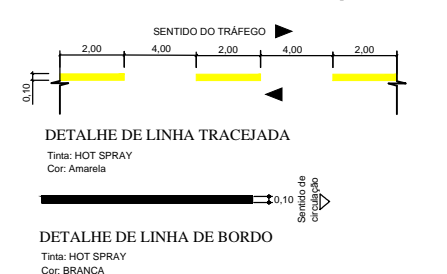 SENTIDO DO TRÁFEGO
2,00 4,00 2,00 4,00 2,00
0,10
DETALHE DE LINHA TRACEJADA
Tinta: HOT SPRAY
Cor: Amarela
0,10
Sentido de
circulação
DETALHE DE LINHA DE BORDO
Tinta: HOT SPRAY
Cor: BRANCA